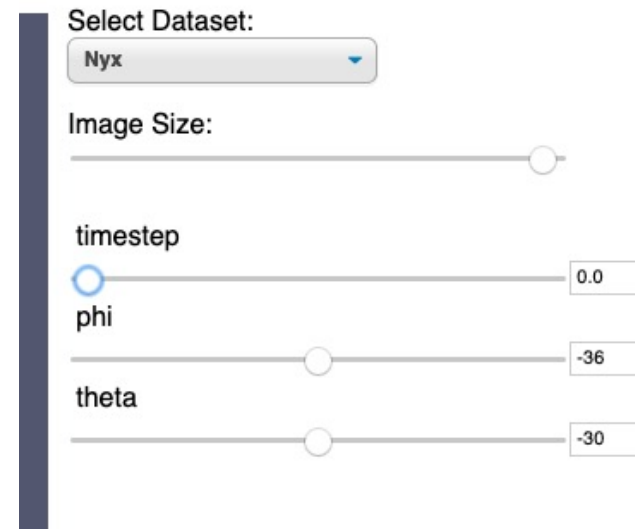 Select Dataset:
Nyx
Image Size:
timestep
0.0
phi
-36
theta
-30